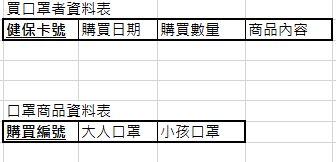 買口罩者資料表
健保卡號 購買日期 購買數量 商品內容
口罩商品資料表
購買編號 大人口罩 小孩口罩